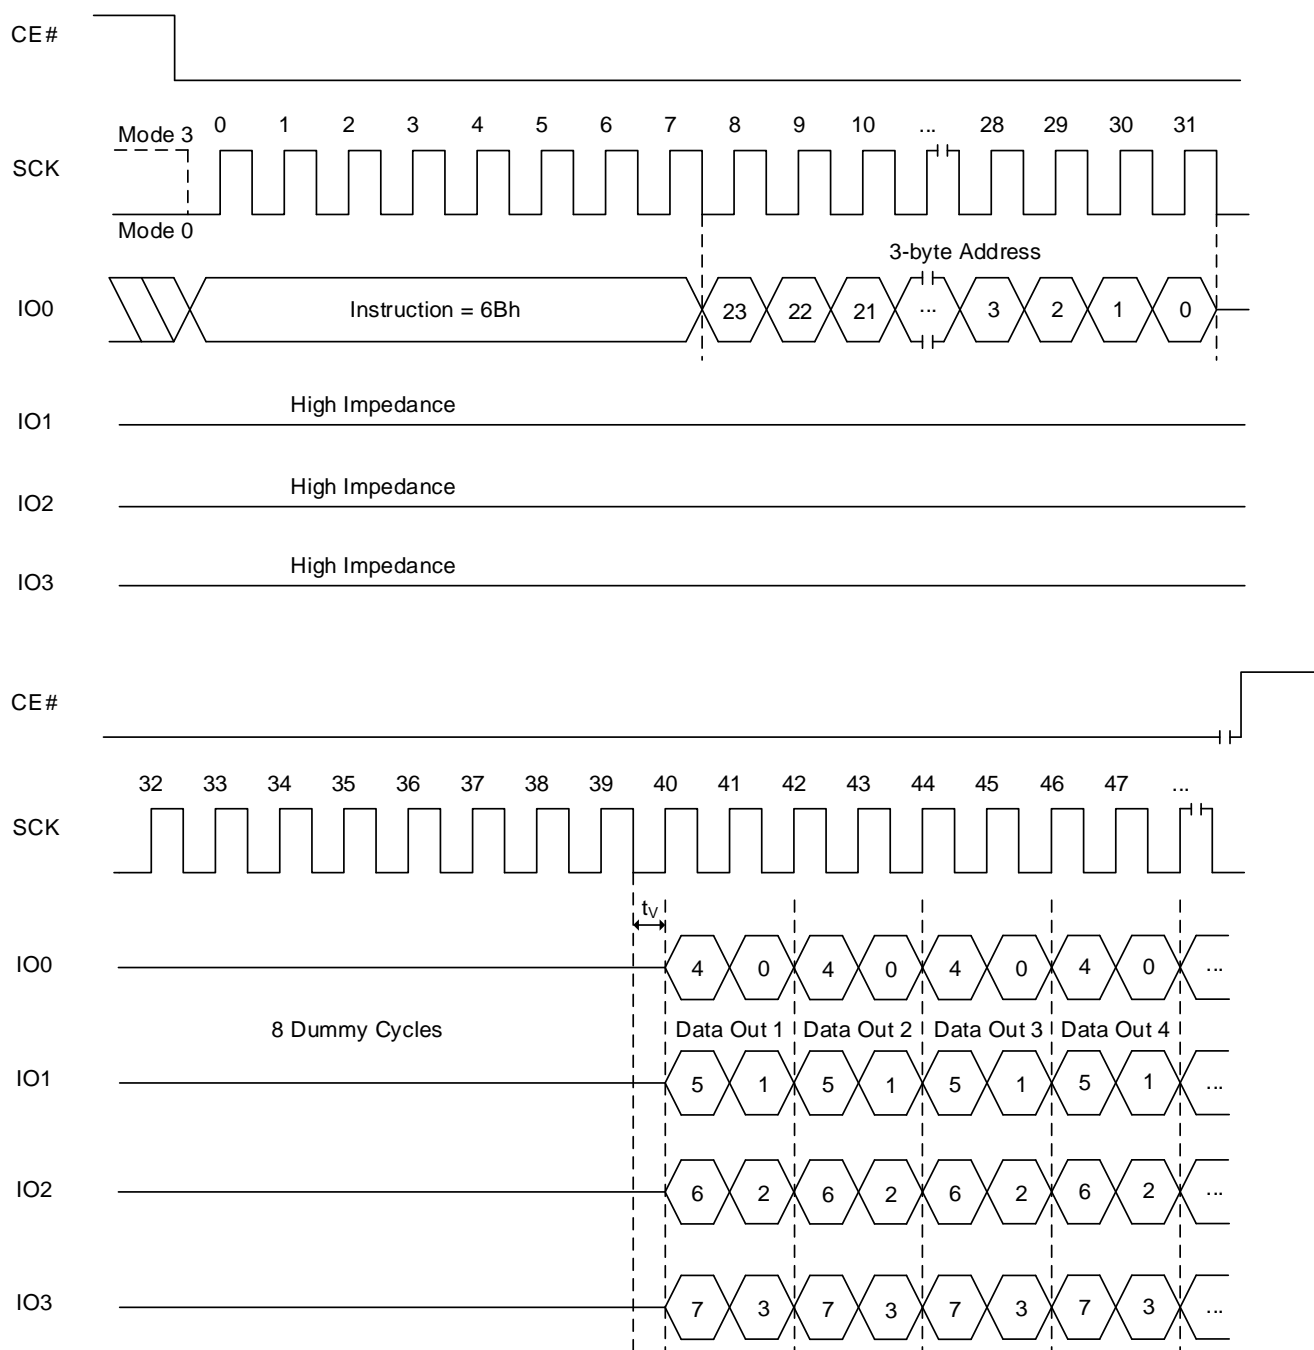 CE#
Mode 3 0 1 2 3 4 5 6 7 8 9 10 ... 28 29 30 31
SCK
Mode 0
3-byte Address
IO0 Instruction = 6Bh 23 22 21 ... 3 2 1 0
High Impedance
IO1
High Impedance
IO2
High Impedance
IO3
CE#
32 33 34 35 36 37 38 39 40 41 42 43 44 45 46 47 ...
SCK
tV
IO0 4 0 4 0 4 0 4 0 ...
8 Dummy Cycles Data Out 1 Data Out 2 Data Out 3 Data Out 4
IO1 5 1 5 1 5 1 5 1 ...
IO2 6 2 6 2 6 2 6 2 ...
IO3 7 3 7 3 7 3 7 3 ...